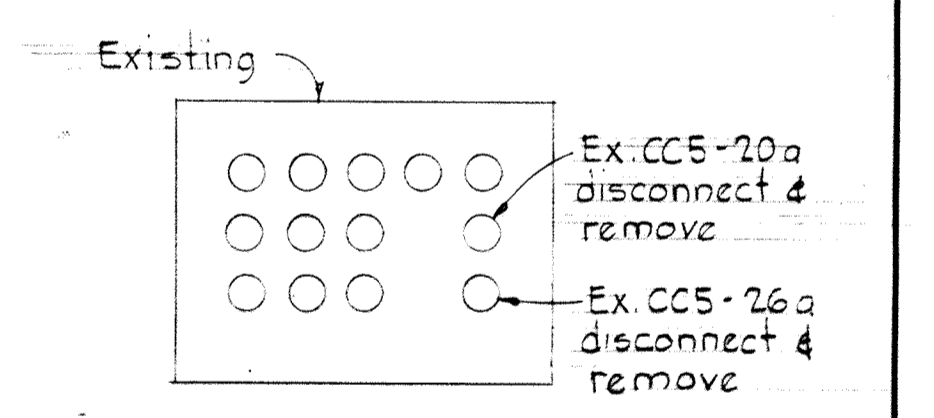 Existing
Ex. CC5-20a
disconnect &
remove
Ex. CC5-26a
disconnect &
remove